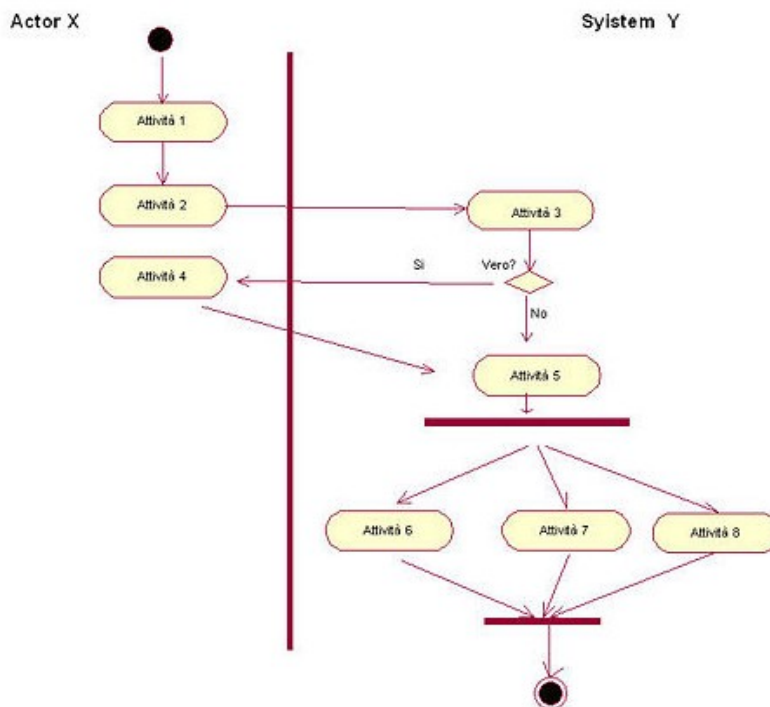 Actor X
Syistem Y
Attività 1
Attività 2
Attività 3
Attività 4
Si
Vero?
No
Attività 5
Attività 6
Attività 7
Attività 8